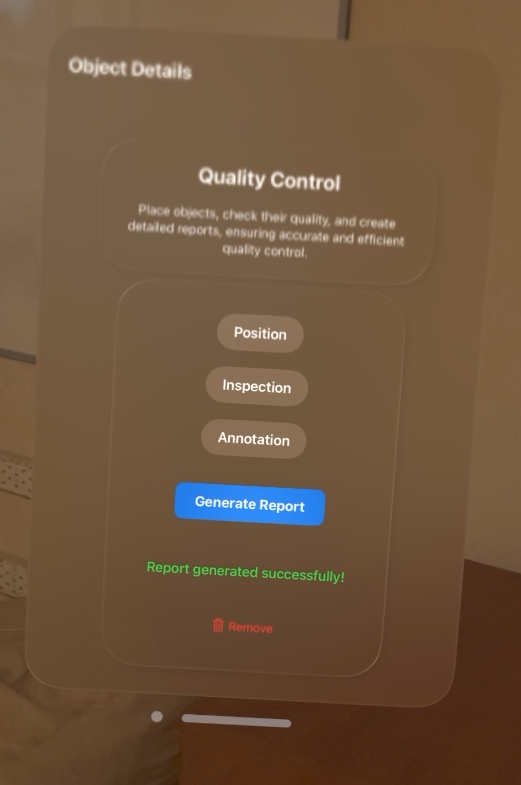 Object Details
Quality Control
Place objects, check their quality, and create
detailed reports, ensuring accurate and efficient
quality control.
Position
Inspection
Annotation
Generate Report
Report generated successfully!
Remove